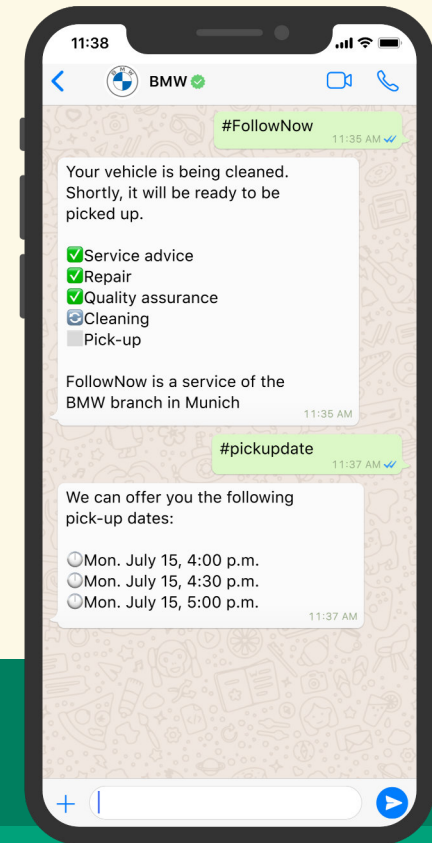 11:38
BMW
#FollowNow
11:35 AM
Your vehicle is being cleaned.
Shortly, it will be ready to be
picked up.
✅Service advice
✅Repair
✅Quality assurance
🔄Cleaning
⬜Pick-up
FollowNow is a service of the
BMW branch in Munich
11:35 AM
#pickupdate
11:37 AM
We can offer you the following
pick-up dates:
🕛Mon. July 15, 4:00 p.m.
🕛Mon. July 15, 4:30 p.m.
🕛Mon. July 15, 5:00 p.m.
11:37 AM